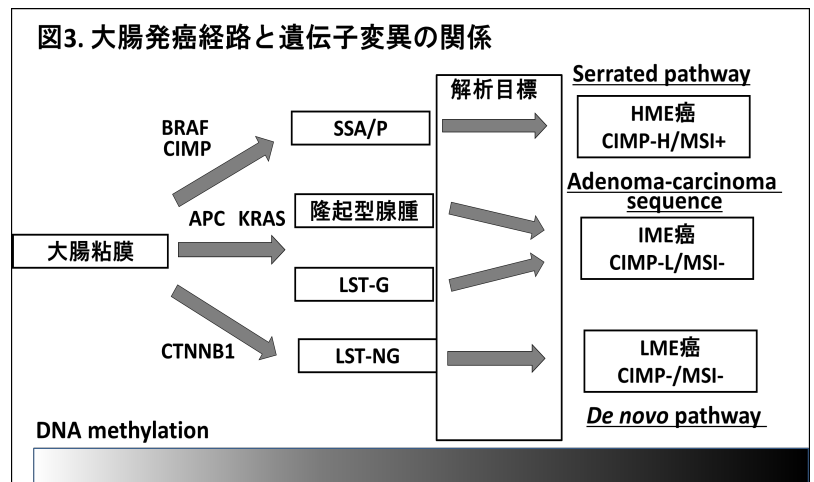 図3. 大腸発癌経路と遺伝子変異の関係
解析目標
Serrated pathway
BRAF
CIMP
SSA/P
HME癌
CIMP-H/MSI+
Adenoma-carcinoma
sequence
APC KRAS
隆起型腺腫
大腸粘膜
IME癌
CIMP-L/MSI-
LST-G
CTNNB1
LST-NG
LME癌
CIMP-/MSI-
De novo pathway
DNA methylation